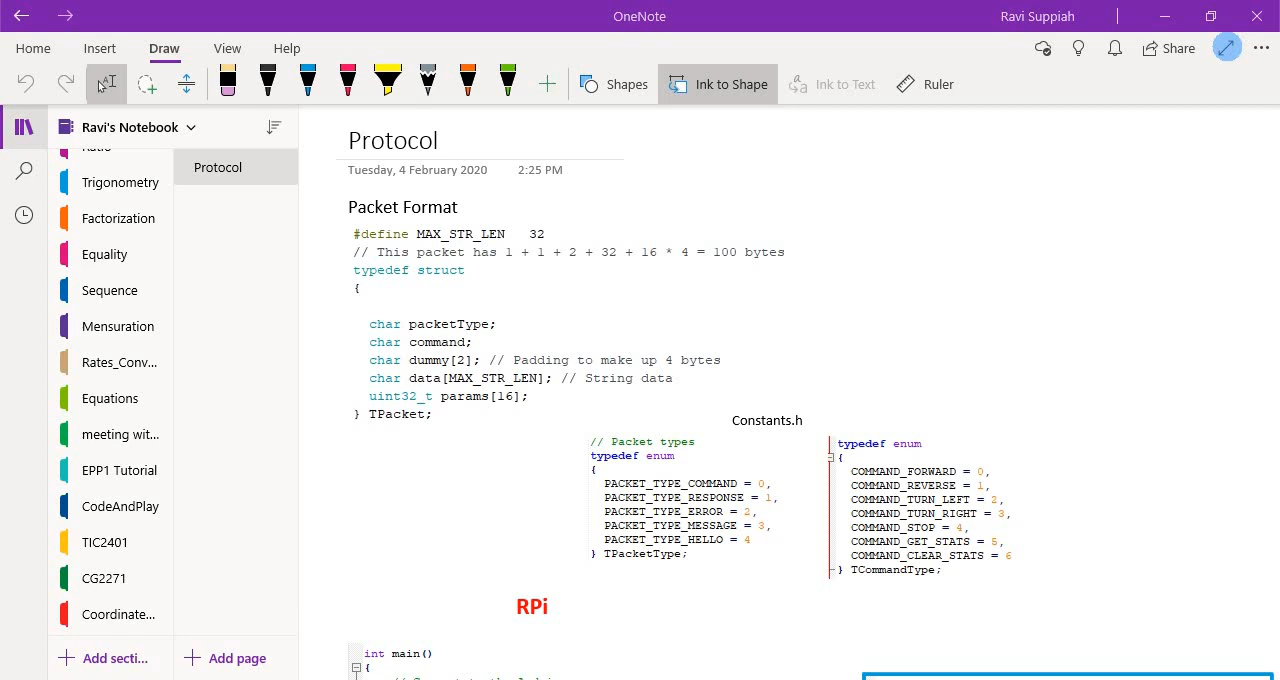 OneNote
Ravi Suppiah
Home Insert Draw View Help
Share
Shapes
Ink to Shape
Ink to Text
Ruler
Ravi's Notebook
Ratio
Trigonometry
Factorization
Equality
Sequence
Mensuration
Rates_Conv...
Equations
meeting wit...
EPP1 Tutorial
CodeAndPlay
TIC2401
CG2271
Coordinate...
Add secti...
Protocol
Add page
Protocol
Tuesday, 4 February 2020 2:25 PM
Packet Format
#define MAX_STR_LEN 32
// This packet has 1 + 1 + 2 + 32 + 16 * 4 = 100 bytes
typedef struct
{
char packetType;
char command;
char dummy[2]; // Padding to make up 4 bytes
char data[MAX_STR_LEN]; // String data
uint32_t params[16];
} TPacket;
Constants.h
// Packet types
typedef enum
{
PACKET_TYPE_COMMAND = 0,
PACKET_TYPE_RESPONSE = 1,
PACKET_TYPE_ERROR = 2,
PACKET_TYPE_MESSAGE = 3,
PACKET_TYPE_HELLO = 4
} TPacketType;
typedef enum
{
COMMAND_FORWARD = 0,
COMMAND_REVERSE = 1,
COMMAND_TURN_LEFT = 2,
COMMAND_TURN_RIGHT = 3,
COMMAND_STOP = 4,
COMMAND_GET_STATS = 5,
COMMAND_CLEAR_STATS = 6
} TCommandType;
RPi
int main()
{